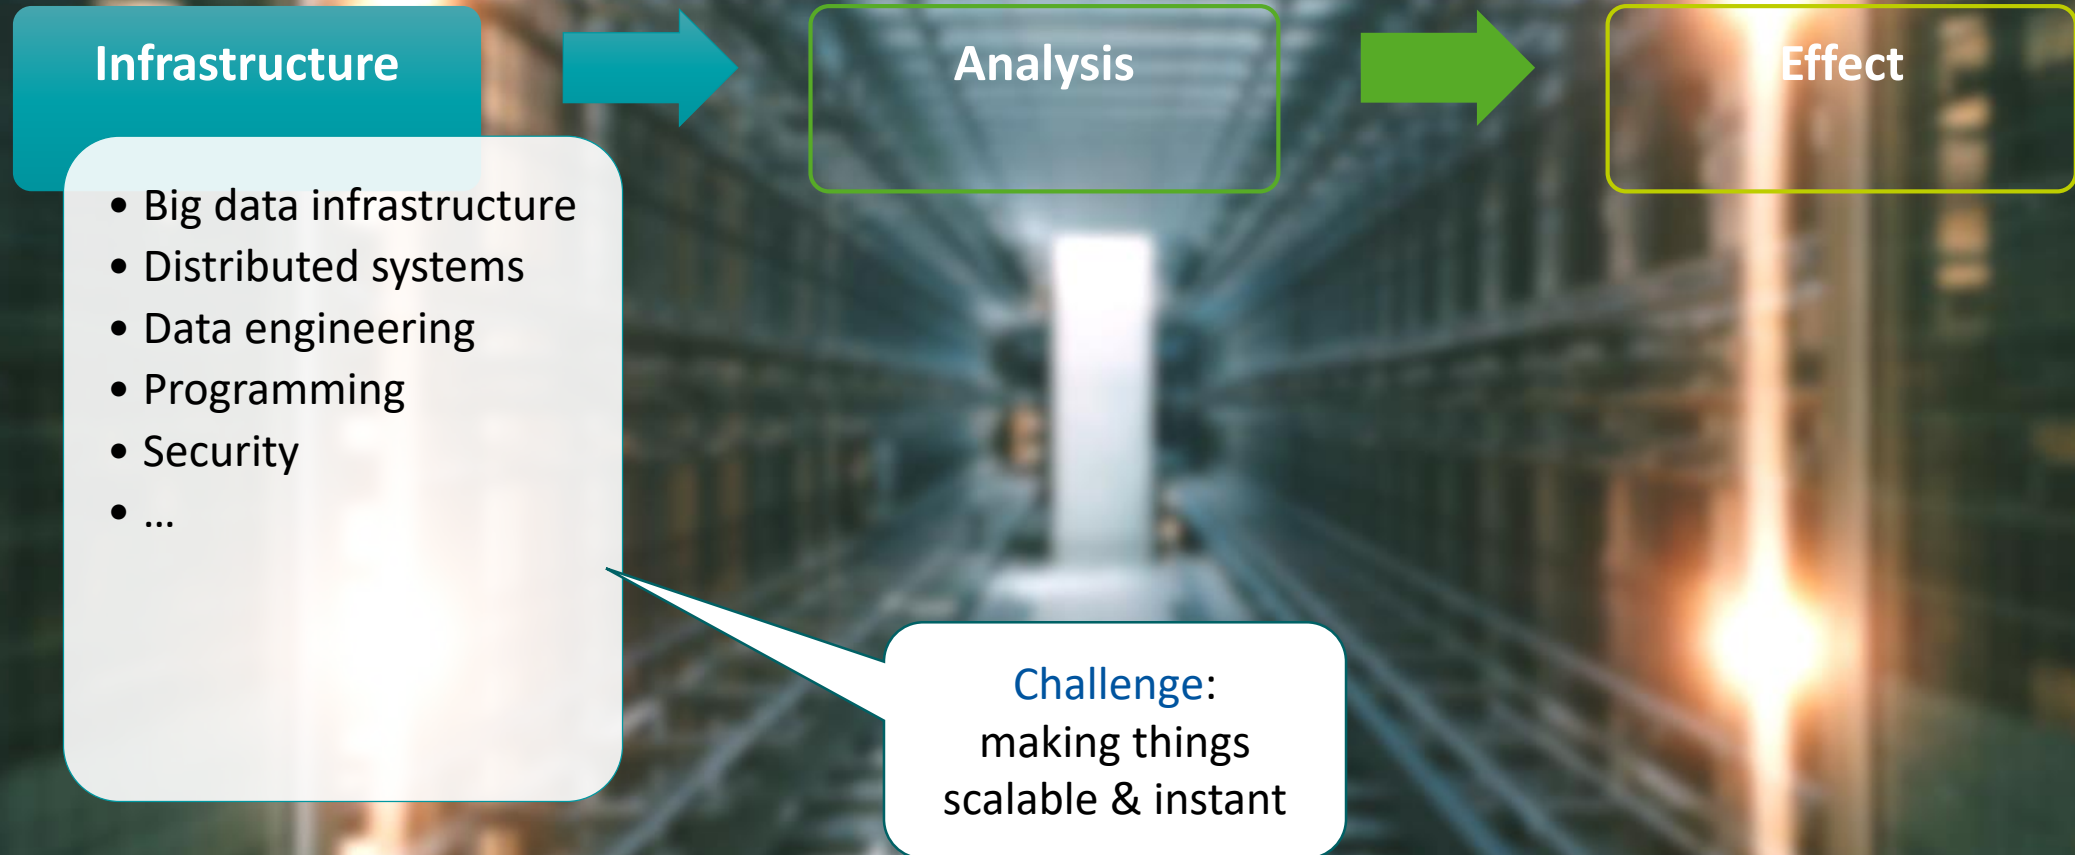 Infrastructure
Analysis
Effect
• Big data infrastructure
• Distributed systems
• Data engineering
• Programming
• Security
• ...
Challenge:
making things
scalable & instant